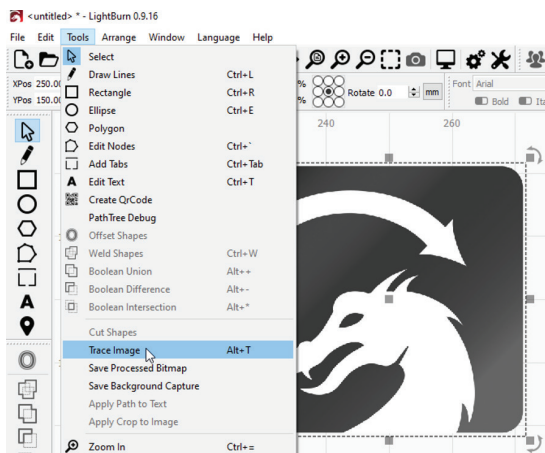 <untitled> * - LightBurn 0.9.16
File Edit Tools Arrange Window Language Help
XPos 250.0
YPos 150.0
%
%
Rotate 0.0
mm
Font Arial
Bold
Ita
Select
Draw Lines Ctrl+L
Rectangle Ctrl+R
Ellipse Ctrl+E
Polygon
Edit Nodes Ctrl+`
Add Tabs Ctrl+Tab
Edit Text Ctrl+T
Create QrCode
PathTree Debug
Offset Shapes
Weld Shapes Ctrl+W
Boolean Union Alt++
Boolean Difference Alt+-
Boolean Intersection Alt+*
Cut Shapes
Trace Image Alt+T
Save Processed Bitmap
Save Background Capture
Apply Path to Text
Apply Crop to Image
Zoom In Ctrl+=
240 260